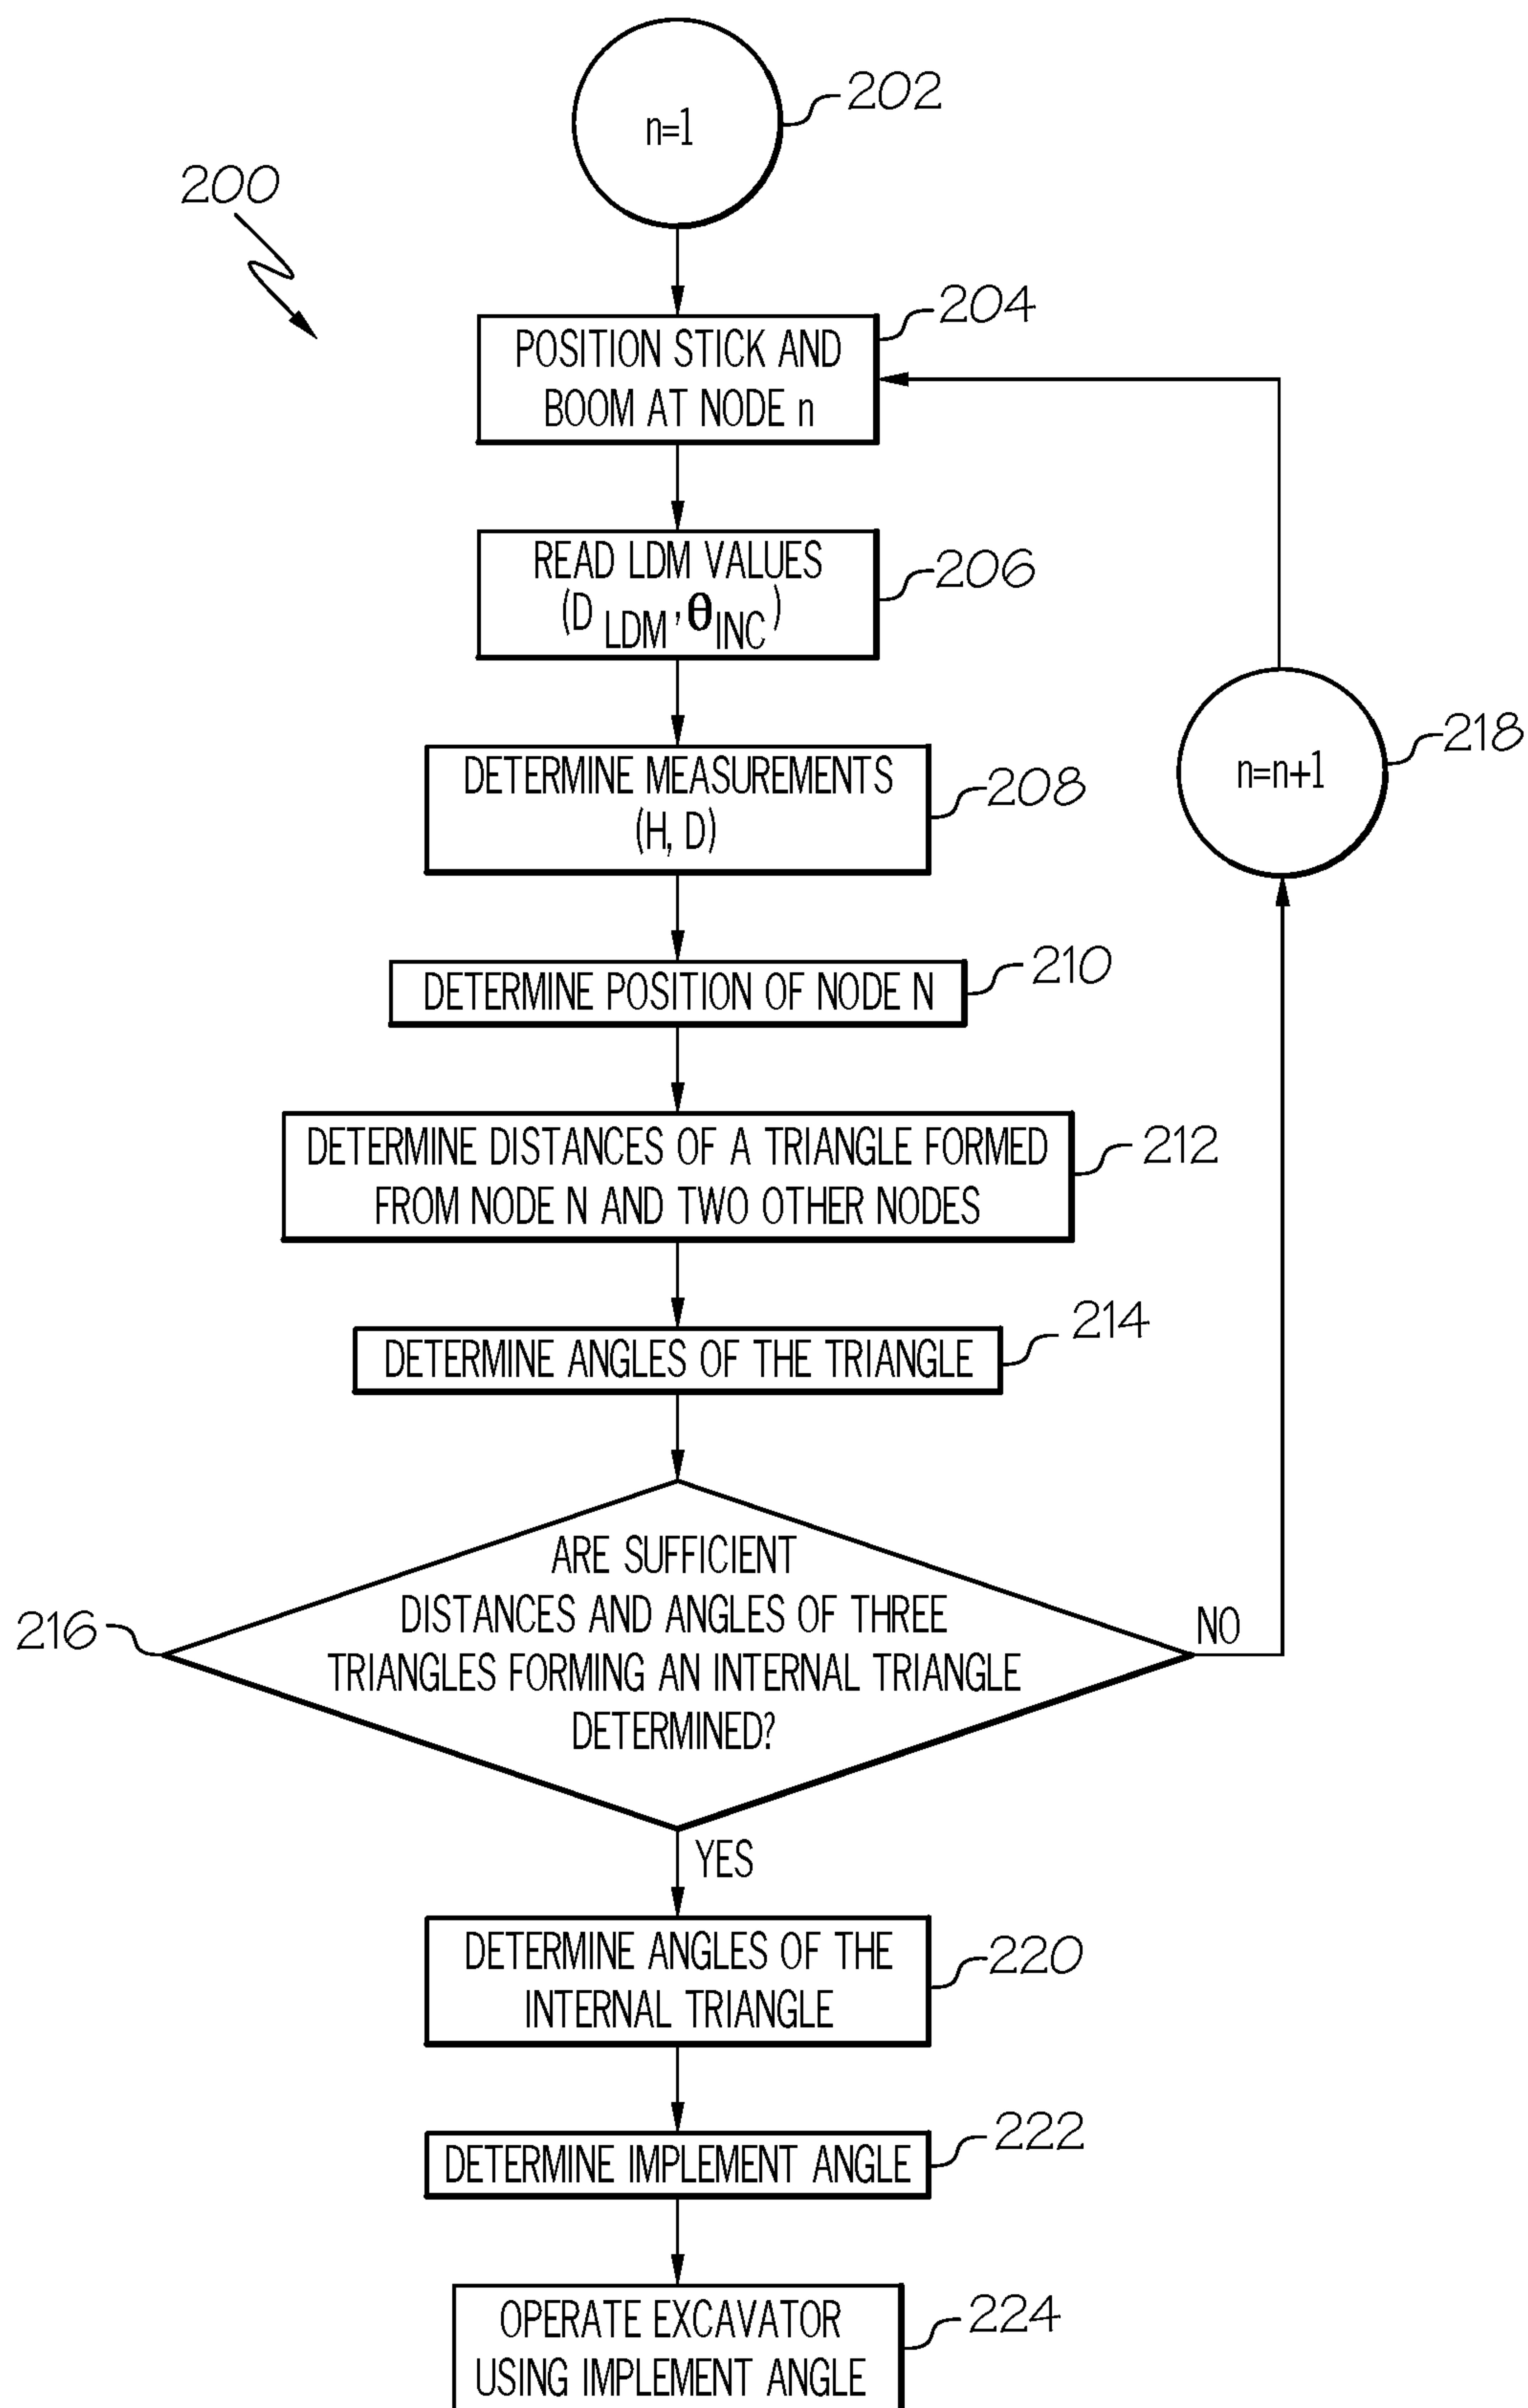 n=1
202
200
POSITION STICK AND
BOOM AT NODE n
204
READ LDM VALUES
(D LDM, θINC)
206
DETERMINE MEASUREMENTS
(H, D)
208
n=n+1
218
DETERMINE POSITION OF NODE N
210
DETERMINE DISTANCES OF A TRIANGLE FORMED
FROM NODE N AND TWO OTHER NODES
212
DETERMINE ANGLES OF THE TRIANGLE
214
ARE SUFFICIENT
DISTANCES AND ANGLES OF THREE
TRIANGLES FORMING AN INTERNAL TRIANGLE
DETERMINED?
216
NO
YES
DETERMINE ANGLES OF THE
INTERNAL TRIANGLE
220
DETERMINE IMPLEMENT ANGLE
222
OPERATE EXCAVATOR
USING IMPLEMENT ANGLE
224